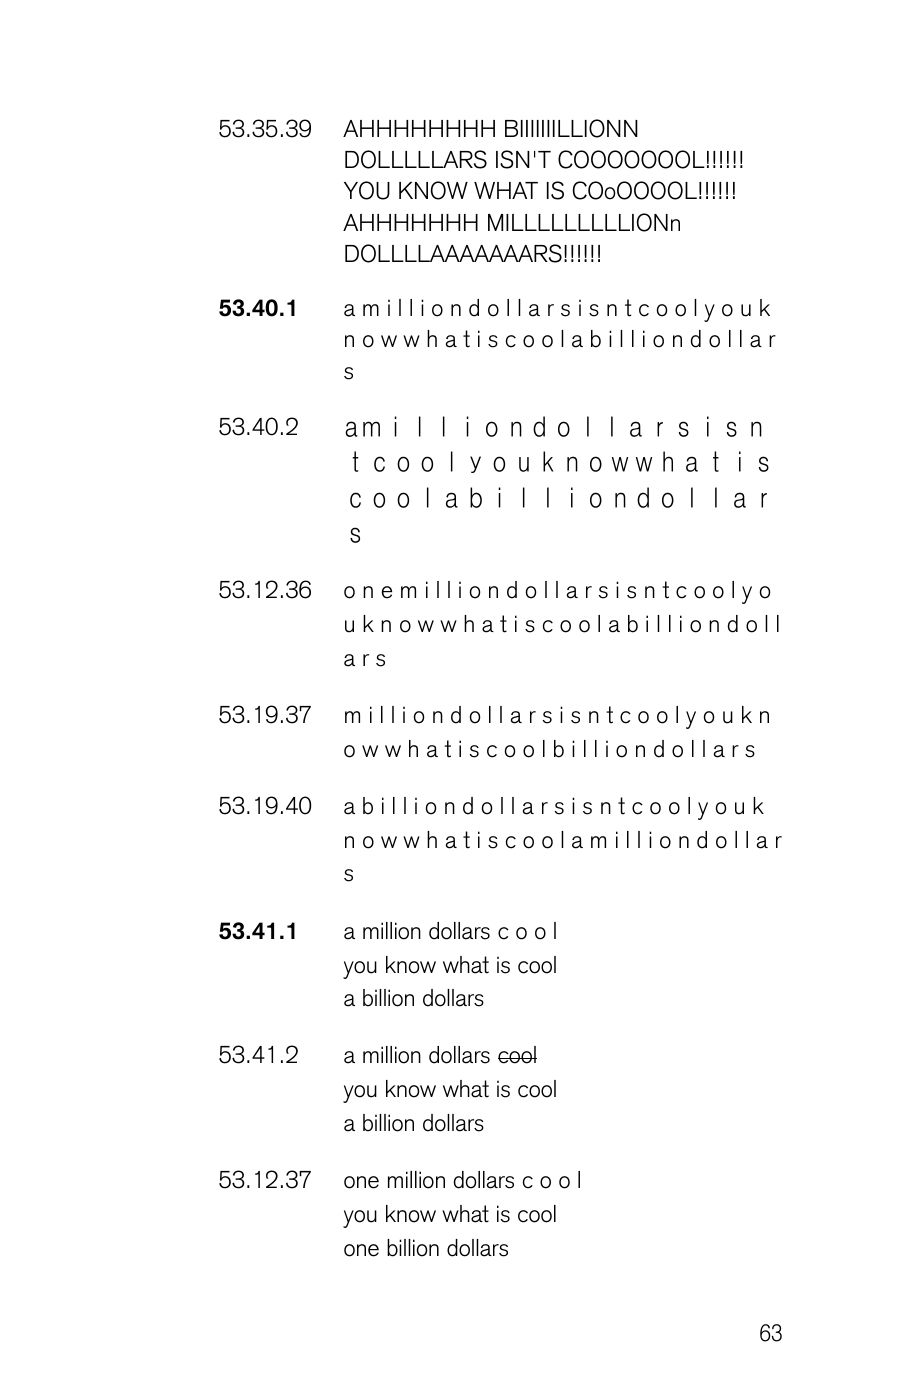 53.35.39 AHHHHHHHH BIIIIIIILLIONN
DOLLLLLARS ISN'T COOOOOOOL!!!!!!
YOU KNOW WHAT IS COoOOOOL!!!!!!
AHHHHHHH MILLLLLLLLLLIONn
DOLLLLAAAAAAARS!!!!!!
53.40.1 a m i l l i o n d o l l a r s i s n t c o o l y o u k
n o w w h a t i s c o o l a b i l l i o n d o l l a r
s
53.40.2 a m i l l i o n d o l l a r s i s n
t c o o l y o u k n o w w h a t i s
c o o l a b i l l i o n d o l l a r
s
53.12.36 o n e m i l l i o n d o l l a r s i s n t c o o l y o
u k n o w w h a t i s c o o l a b i l l i o n d o l l
a r s
53.19.37 m i l l i o n d o l l a r s i s n t c o o l y o u k n
o w w h a t i s c o o l b i l l i o n d o l l a r s
53.19.40 a b i l l i o n d o l l a r s i s n t c o o l y o u k
n o w w h a t i s c o o l a m i l l i o n d o l l a r
s
53.41.1 a million dollars c o o l
you know what is cool
a billion dollars
53.41.2 a million dollars cool
you know what is cool
a billion dollars
53.12.37 one million dollars c o o l
you know what is cool
one billion dollars
63